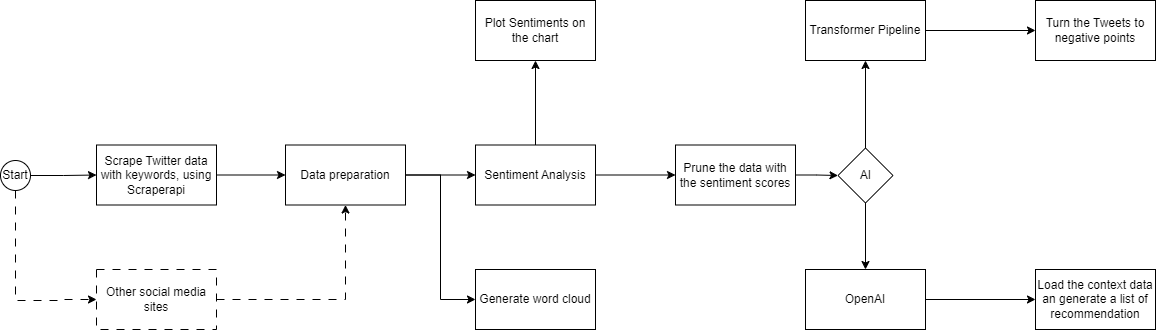 Plot Sentiments on
the chart
Transformer Pipeline
Turn the Tweets to
negative points
Start
Scrape Twitter data
with keywords, using
Scraperapi
Data preparation
Sentiment Analysis
Prune the data with
the sentiment scores
AI
Other social media
sites
Generate word cloud
OpenAI
Load the context data
an generate a list of
recommendation